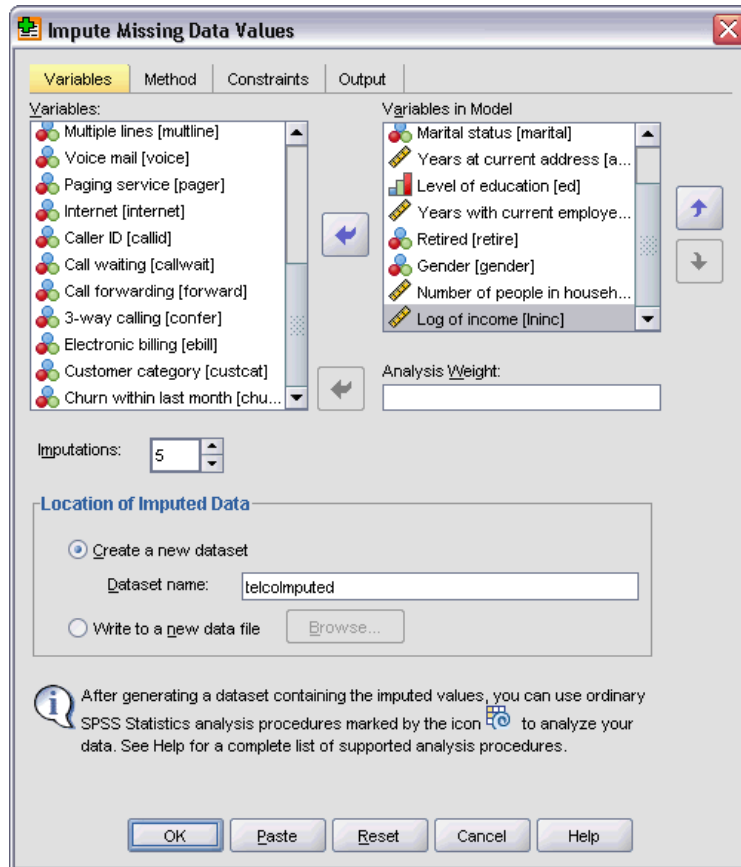 Impute Missing Data Values
Variables Method Constraints Output
Variables:
Multiple lines [multline]
Voice mail [voice]
Paging service [pager]
Internet [internet]
Caller ID [callid]
Call waiting [callwait]
Call forwarding [forward]
3-way calling [confer]
Electronic billing [ebill]
Customer category [custcat]
Churn within last month [chu...
Variables in Model
Marital status [marital]
Years at current address [a...
Level of education [ed]
Years with current employe...
Retired [retire]
Gender [gender]
Number of people in househ...
Log of income [lninc]
Analysis Weight:
Imputations: 5
Location of Imputed Data
Create a new dataset
Dataset name: telcoImputed
Write to a new data file Browse...
After generating a dataset containing the imputed values, you can use ordinary
SPSS Statistics analysis procedures marked by the icon to analyze your
data. See Help for a complete list of supported analysis procedures.
OK Paste Reset Cancel Help